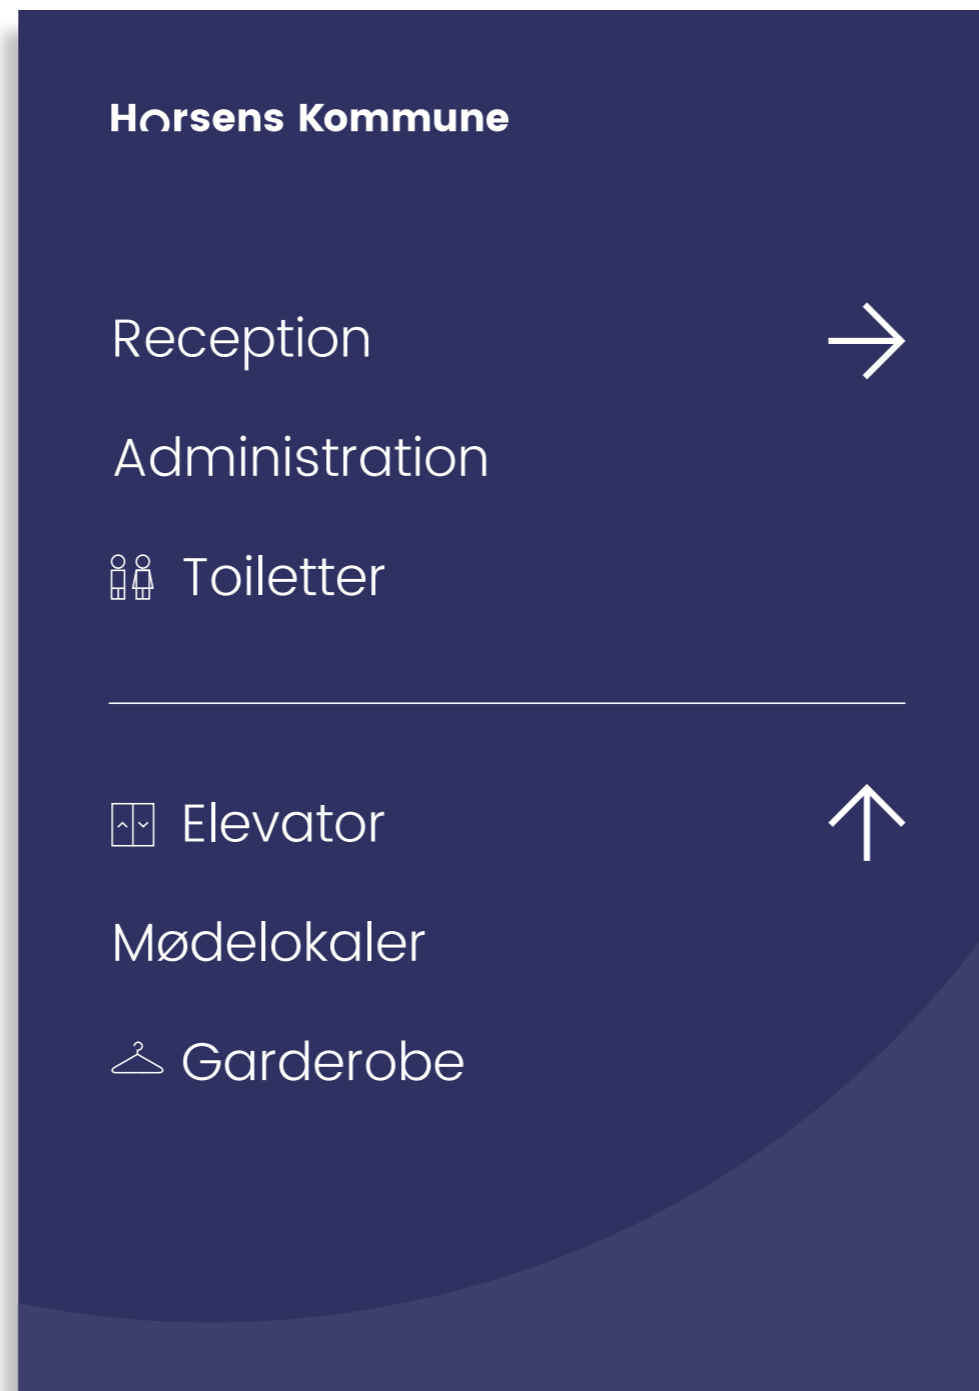 Horsens Kommune
Reception
Administration
Toiletter
Elevator
Mødelokaler
Garderobe